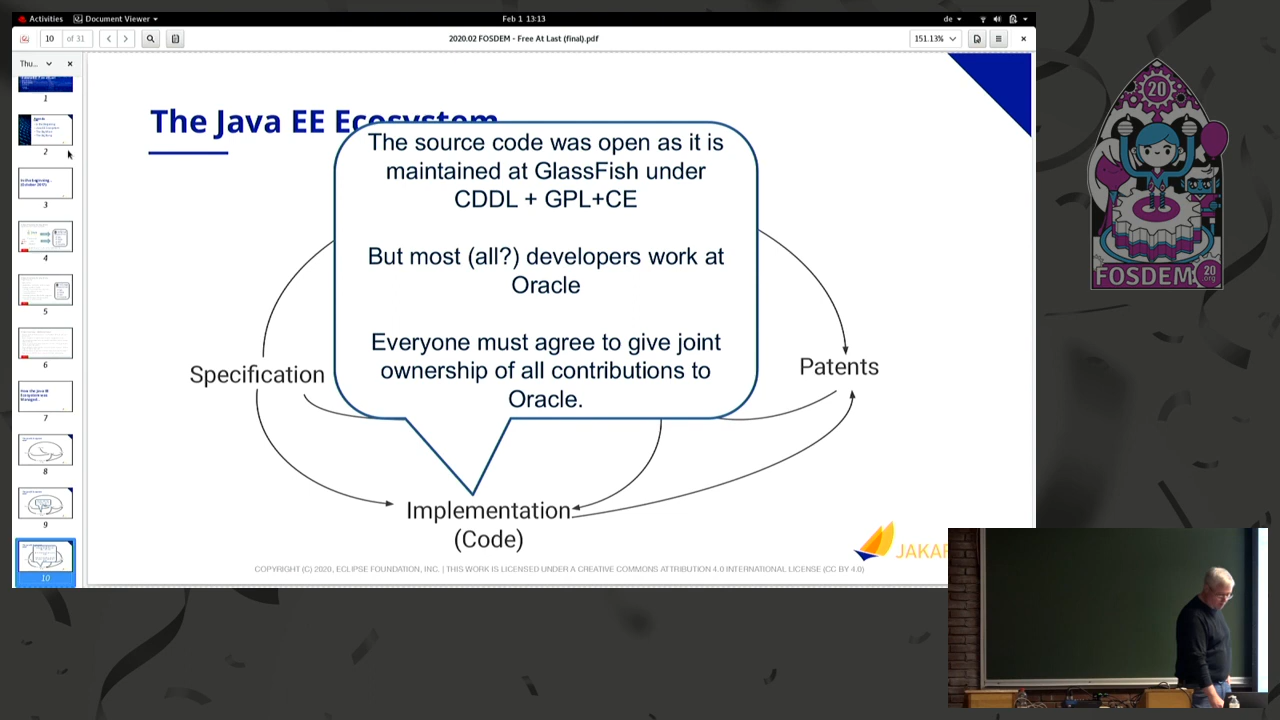 Activities
Document Viewer
Feb 1 13:13
de
10
of 31
2020.02 FOSDEM - Free At Last (final).pdf
151.13%
Thu...
1
2
3
4
5
6
7
8
9
10
The Java EE Ecosystem
The source code was open as it is
maintained at GlassFish under
CDDL + GPL+CE
But most (all?) developers work at
Oracle
Everyone must agree to give joint
ownership of all contributions to
Oracle.
Specification
Patents
Implementation
(Code)
COPYRIGHT (C) 2020, ECLIPSE FOUNDATION, INC. | THIS WORK IS LICENSED UNDER A CREATIVE COMMONS ATTRIBUTION 4.0 INTERNATIONAL LICENSE (CC BY 4.0)
20
FOSDEM
20
.org